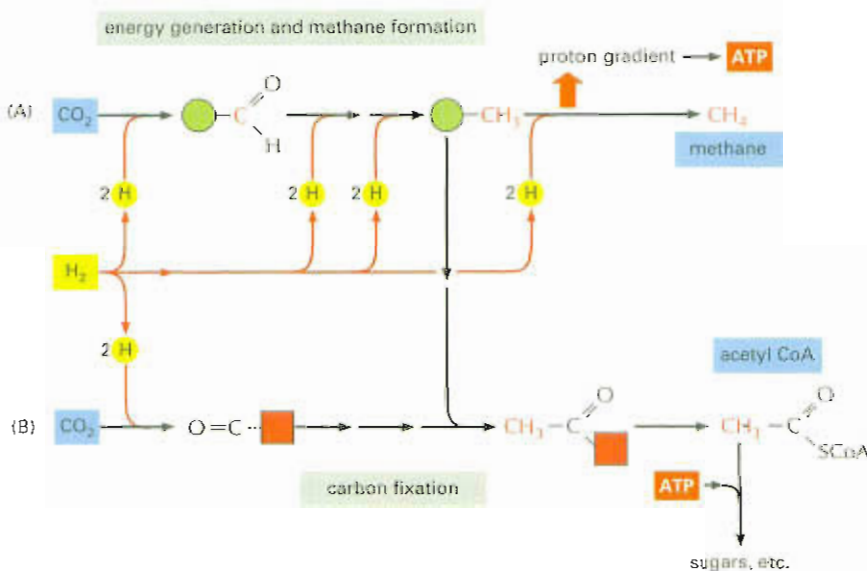 energy generation and methane formation
proton gradient ATP
(A) CO₂ C O H CH₃ CH₄
methane
2 H 2 H 2 H 2 H
H₂
2 H
acetyl CoA
(B) CO₂ O=C CH₃–C O CH₃–C O
SCoA
carbon fixation
ATP
sugars, etc.